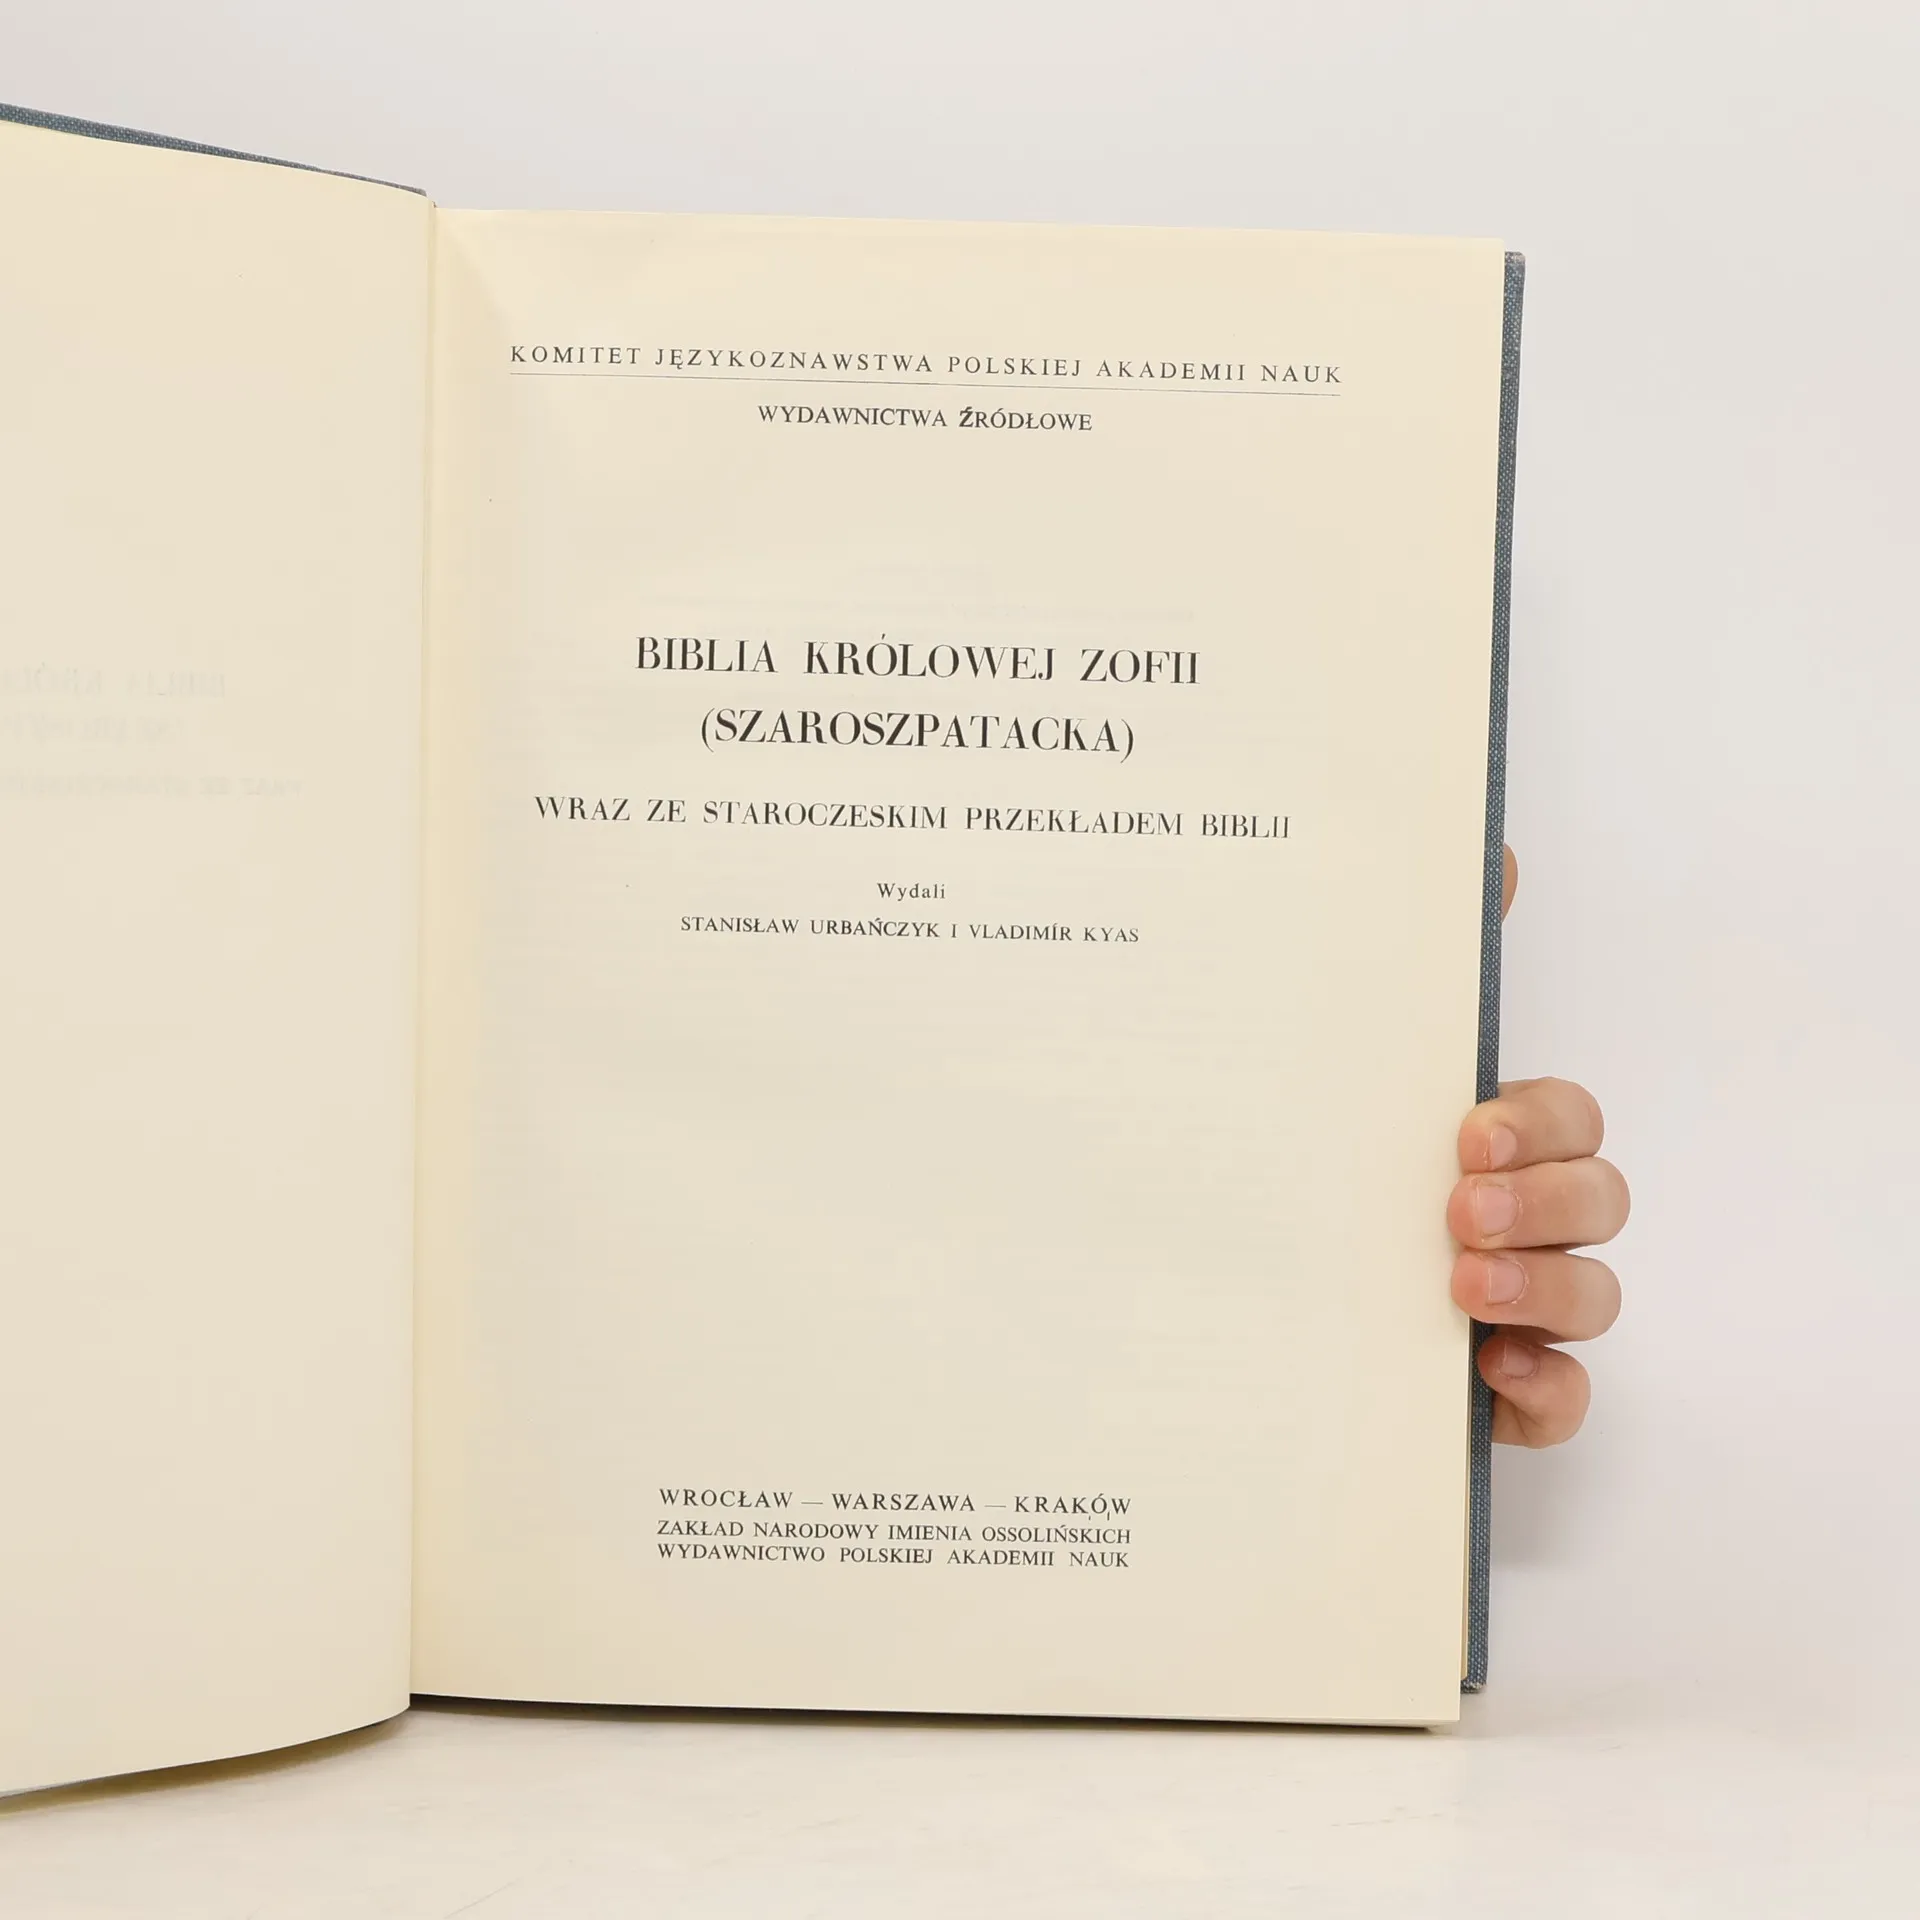 KOMITET JĘZYKOZNAWSTWA POLSKIEJ AKADEMII NAUK
WYDAWNICTWA ŹRÓDŁOWE
BIBLIA KRÓLOWEJ ZOFII
(SZAROSZPATACKA)
WRAZ ZE STAROCZESKIM PRZEKŁADEM BIBLII
Wydali
STANISŁAW URBAŃCZYK I VLADIMÍR KYAS
WROCŁAW — WARSZAWA — KRAKÓW
ZAKŁAD NARODOWY IMIENIA OSSOLIŃSKICH
WYDAWNICTWO POLSKIEJ AKADEMII NAUK